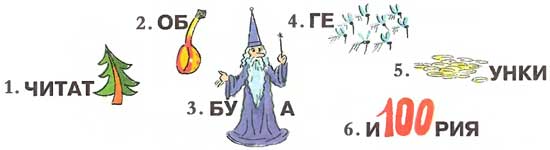 1. ЧИТАТ
2. ОБ
3. БУ А
4. ГЕ
5. УНКИ
6. И100РИЯ